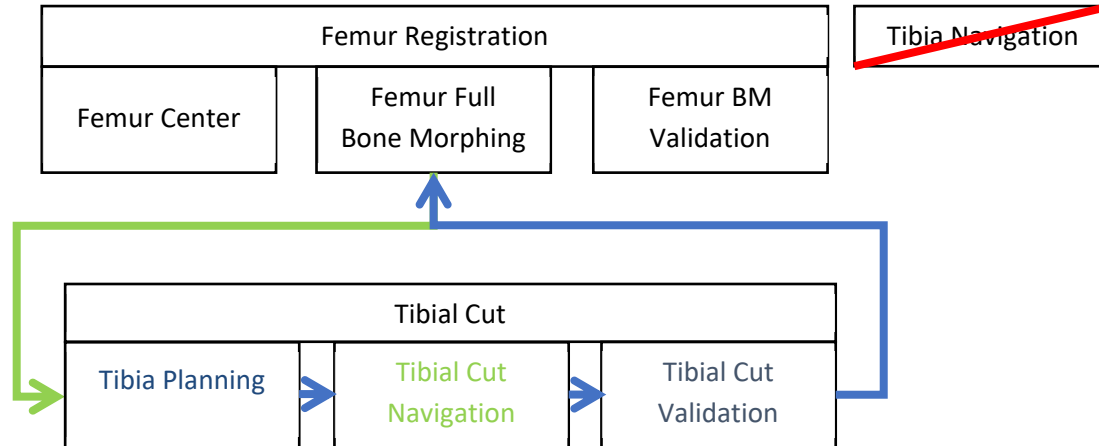 Femur Registration
Tibia Navigation
Femur Center
Femur Full
Bone Morphing
Femur BM
Validation
Tibial Cut
Tibia Planning
Tibial Cut
Navigation
Tibial Cut
Validation